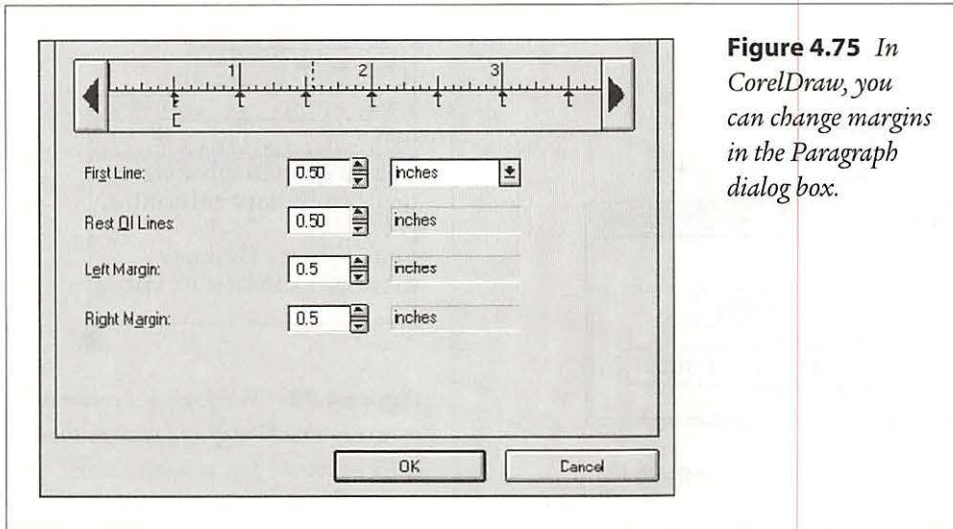 1 2 3
First Line: 0.50 inches
Rest Of Lines: 0.50 inches
Left Margin: 0.5 inches
Right Margin: 0.5 inches
OK Cancel
Figure 4.75 In
CorelDraw, you
can change margins
in the Paragraph
dialog box.